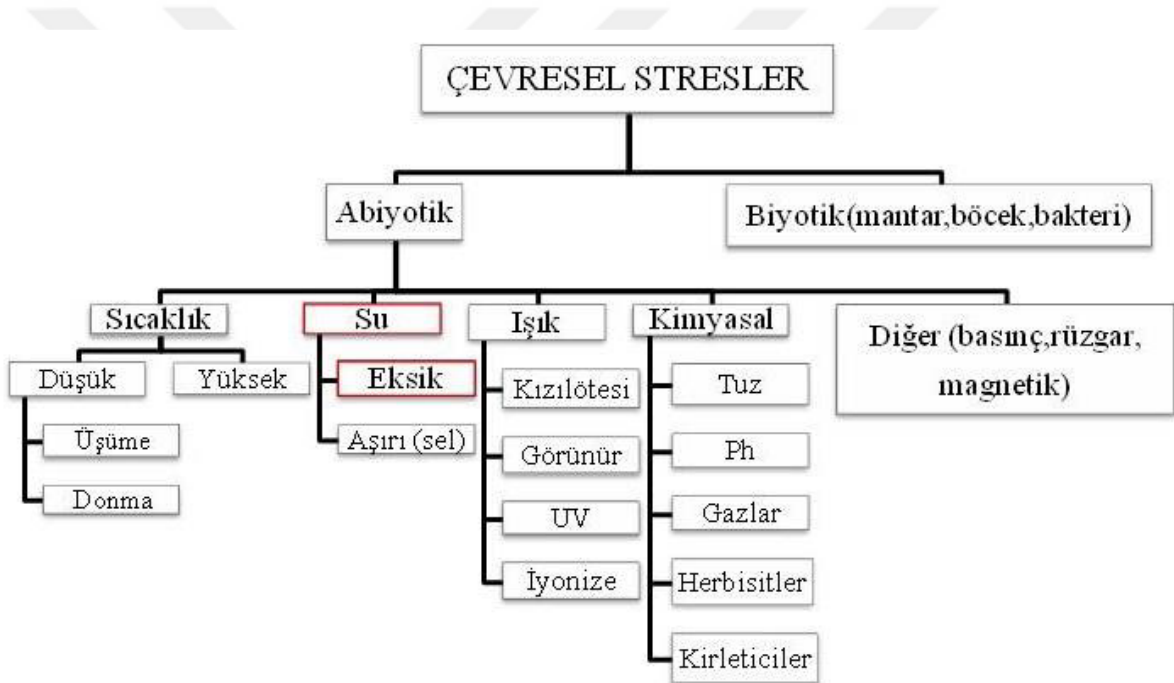 ÇEVRESEL STRESLER
Abiyotik
Biyotik(mantar,böcek,bakteri)
Sıcaklık
Su
Işık
Kimyasal
Diğer (basınç,rüzgar,
magnetik)
Düşük
Yüksek
Üşüme
Donma
Eksik
Aşırı (sel)
Kızılötesi
Görünür
UV
İyonize
Tuz
Ph
Gazlar
Herbisitler
Kirleticiler